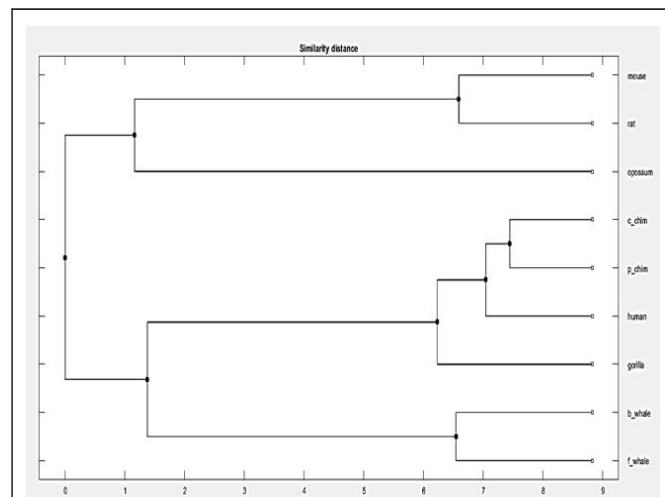 Similarity distance
mouse
rat
opossum
c_chim
p_chim
human
gorilla
b_whale
f_whale
0 1 2 3 4 5 6 7 8 9